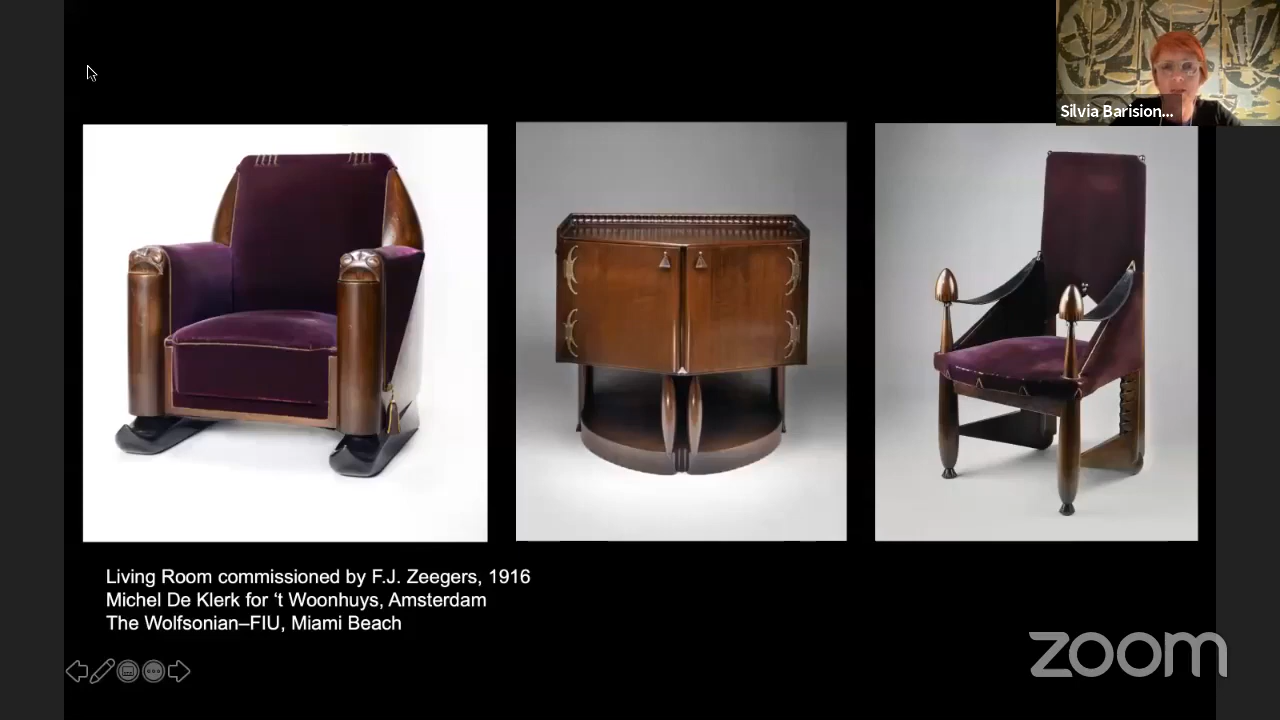 Silvia Barision...
Living Room commissioned by F.J. Zeegers, 1916
Michel De Klerk for ‘t Woonhuys, Amsterdam
The Wolfsonian–FIU, Miami Beach
zoom